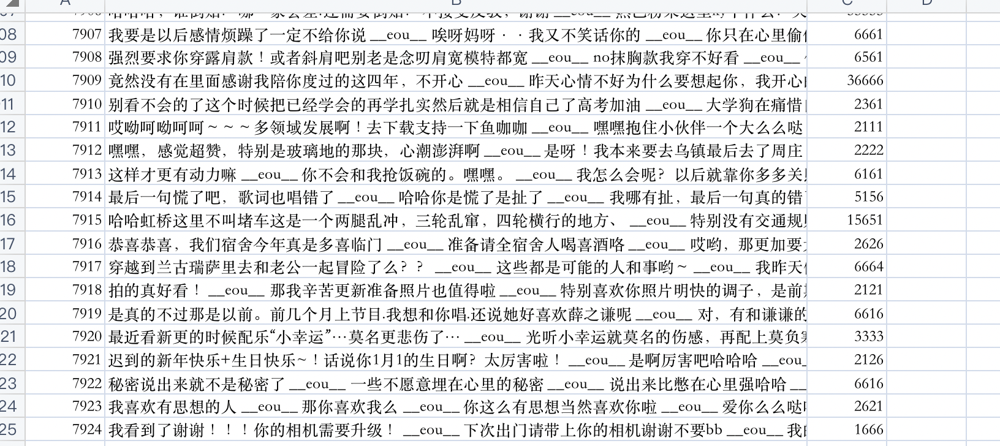 A B C D
08 7907 我要是以后感情烦躁了一定不给你说 __eou__ 唉呀妈呀··我又不笑话你的 __eou__ 你只在心里偷 6661
09 7908 强烈要求你穿露肩款！或者斜肩吧别老是念叨肩宽模特都宽 __eou__ no抹胸款我穿不好看 __eou__ 6561
10 7909 竟然没有在里面感谢我陪你度过的这四年，不开心 __eou__ 昨天心情不好为什么要想起你，我开心 36666
11 7910 别看不会的了这个时候把已经学会的再学扎实然后就是相信自己了高考加油 __eou__ 大学狗在痛惜 2361
12 7911 哎呦呵呦呵呵～～～多领域发展啊！去下载支持一下鱼咖咖 __eou__ 嘿嘿抱住小伙伴一个大么么哒 2111
13 7912 嘿嘿，感觉超赞，特别是玻璃地的那块，心潮澎湃啊 __eou__ 是呀！我本来要去乌镇最后去了周庄 2222
14 7913 这样才更有动力嘛 __eou__ 你不会和我抢饭碗的。嘿嘿。 __eou__ 我怎么会呢？以后就靠你多多关 6161
15 7914 最后一句慌了吧，歌词也唱错了 __eou__ 哈哈你是慌了是扯了 __eou__ 我哪有扯，最后一句真的错 5156
16 7915 哈哈虹桥这里不叫堵车这是一个两腿乱冲，三轮乱窜，四轮横行的地方、 __eou__ 特别没有交通规 15651
17 7916 恭喜恭喜，我们宿舍今年真是多喜临门 __eou__ 准备请全宿舍人喝喜酒咯 __eou__ 哎哟，那更加要 2626
18 7917 穿越到兰古瑞萨里去和老公一起冒险了么？？ __eou__ 这些都是可能的人和事哟～ __eou__ 我昨天 6664
19 7918 拍的真好看！ __eou__ 那我辛苦更新准备照片也值得啦 __eou__ 特别喜欢你照片明快的调子，是前 2121
20 7919 是真的不过那是以前。前几个月上节目.我想和你唱.还说她好喜欢薛之谦呢 __eou__ 对，有和谦谦的 6616
21 7920 最近看新更的时候配乐“小幸运”…莫名更悲伤了… __eou__ 光听小幸运就莫名的伤感，再配上莫负 3333
22 7921 迟到的新年快乐+生日快乐~！话说你1月1的生日啊？太厉害啦！ __eou__ 是啊厉害吧哈哈哈 __eou_ 2126
23 7922 秘密说出来就不是秘密了 __eou__ 一些不愿意埋在心里的秘密 __eou__ 说出来比憋在心里强哈哈 __ 6616
24 7923 我喜欢有思想的人 __eou__ 那你喜欢我么 __eou__ 你这么有思想当然喜欢你啦 __eou__ 爱你么么哒 2621
25 7924 我看到了谢谢！！！你的相机需要升级！ __eou__ 下次出门请带上你的相机谢谢不要bb __eou__ 我 1666